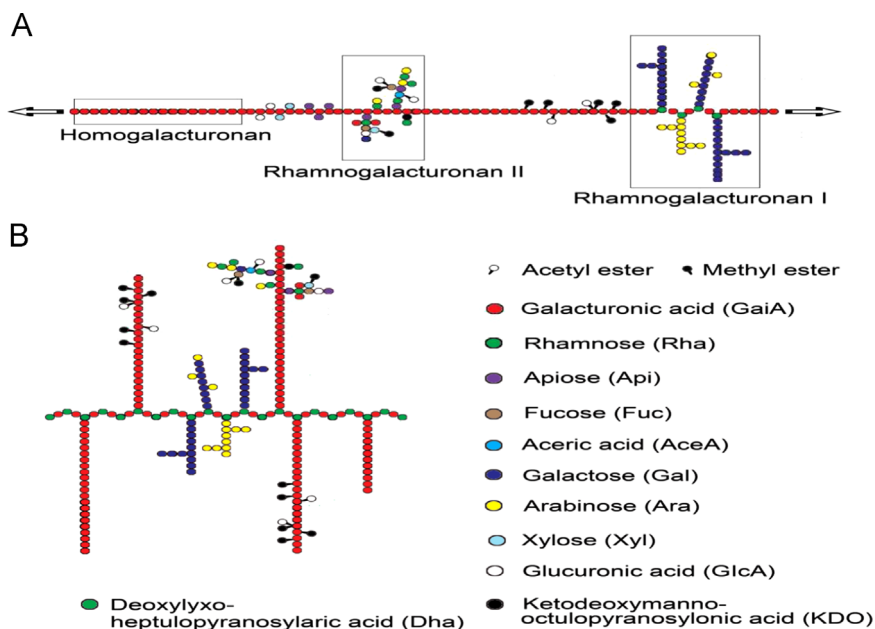 A
Homogalacturonan
Rhamnogalacturonan II
Rhamnogalacturonan I
B
Acetyl ester
Methyl ester
Galacturonic acid (GaiA)
Rhamnose (Rha)
Apiose (Api)
Fucose (Fuc)
Aceric acid (AceA)
Galactose (Gal)
Arabinose (Ara)
Xylose (Xyl)
Glucuronic acid (GlcA)
Deoxylyxo-
heptulopyranosylaric acid (Dha)
Ketodeoxymanno-
octulopyranosylonic acid (KDO)